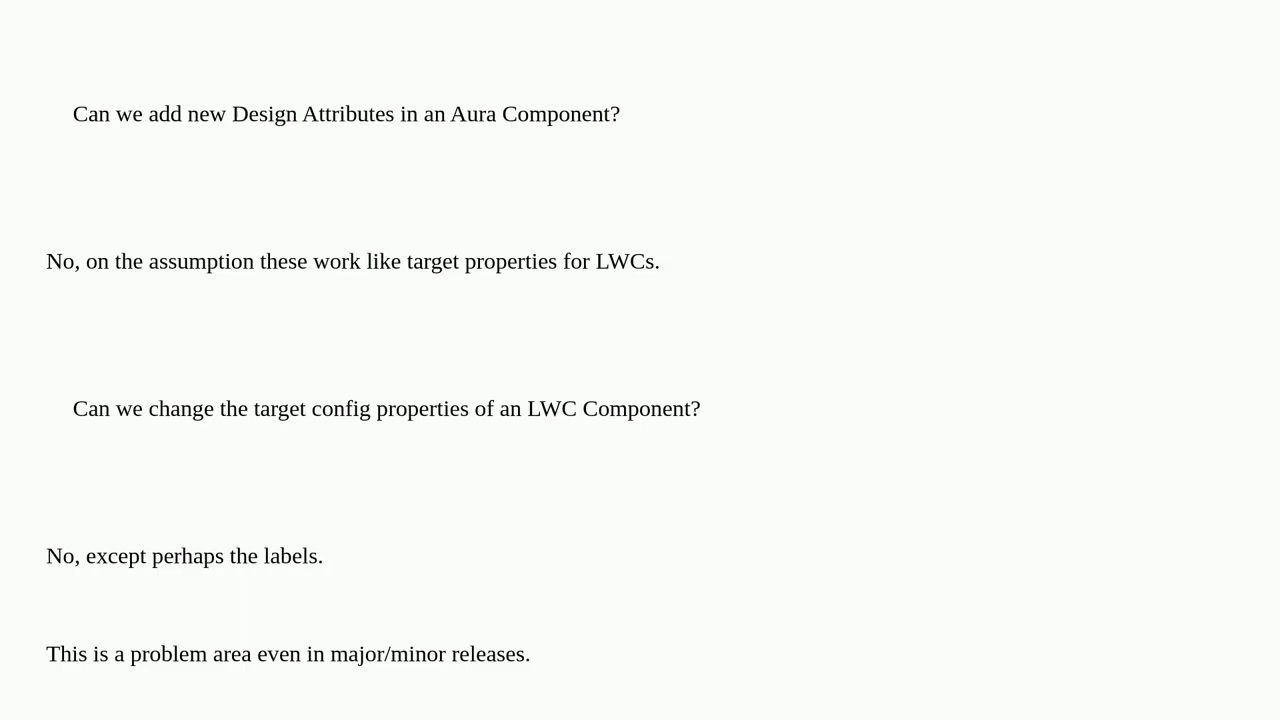 Can we add new Design Attributes in an Aura Component?
No, on the assumption these work like target properties for LWCs.
Can we change the target config properties of an LWC Component?
No, except perhaps the labels.
This is a problem area even in major/minor releases.